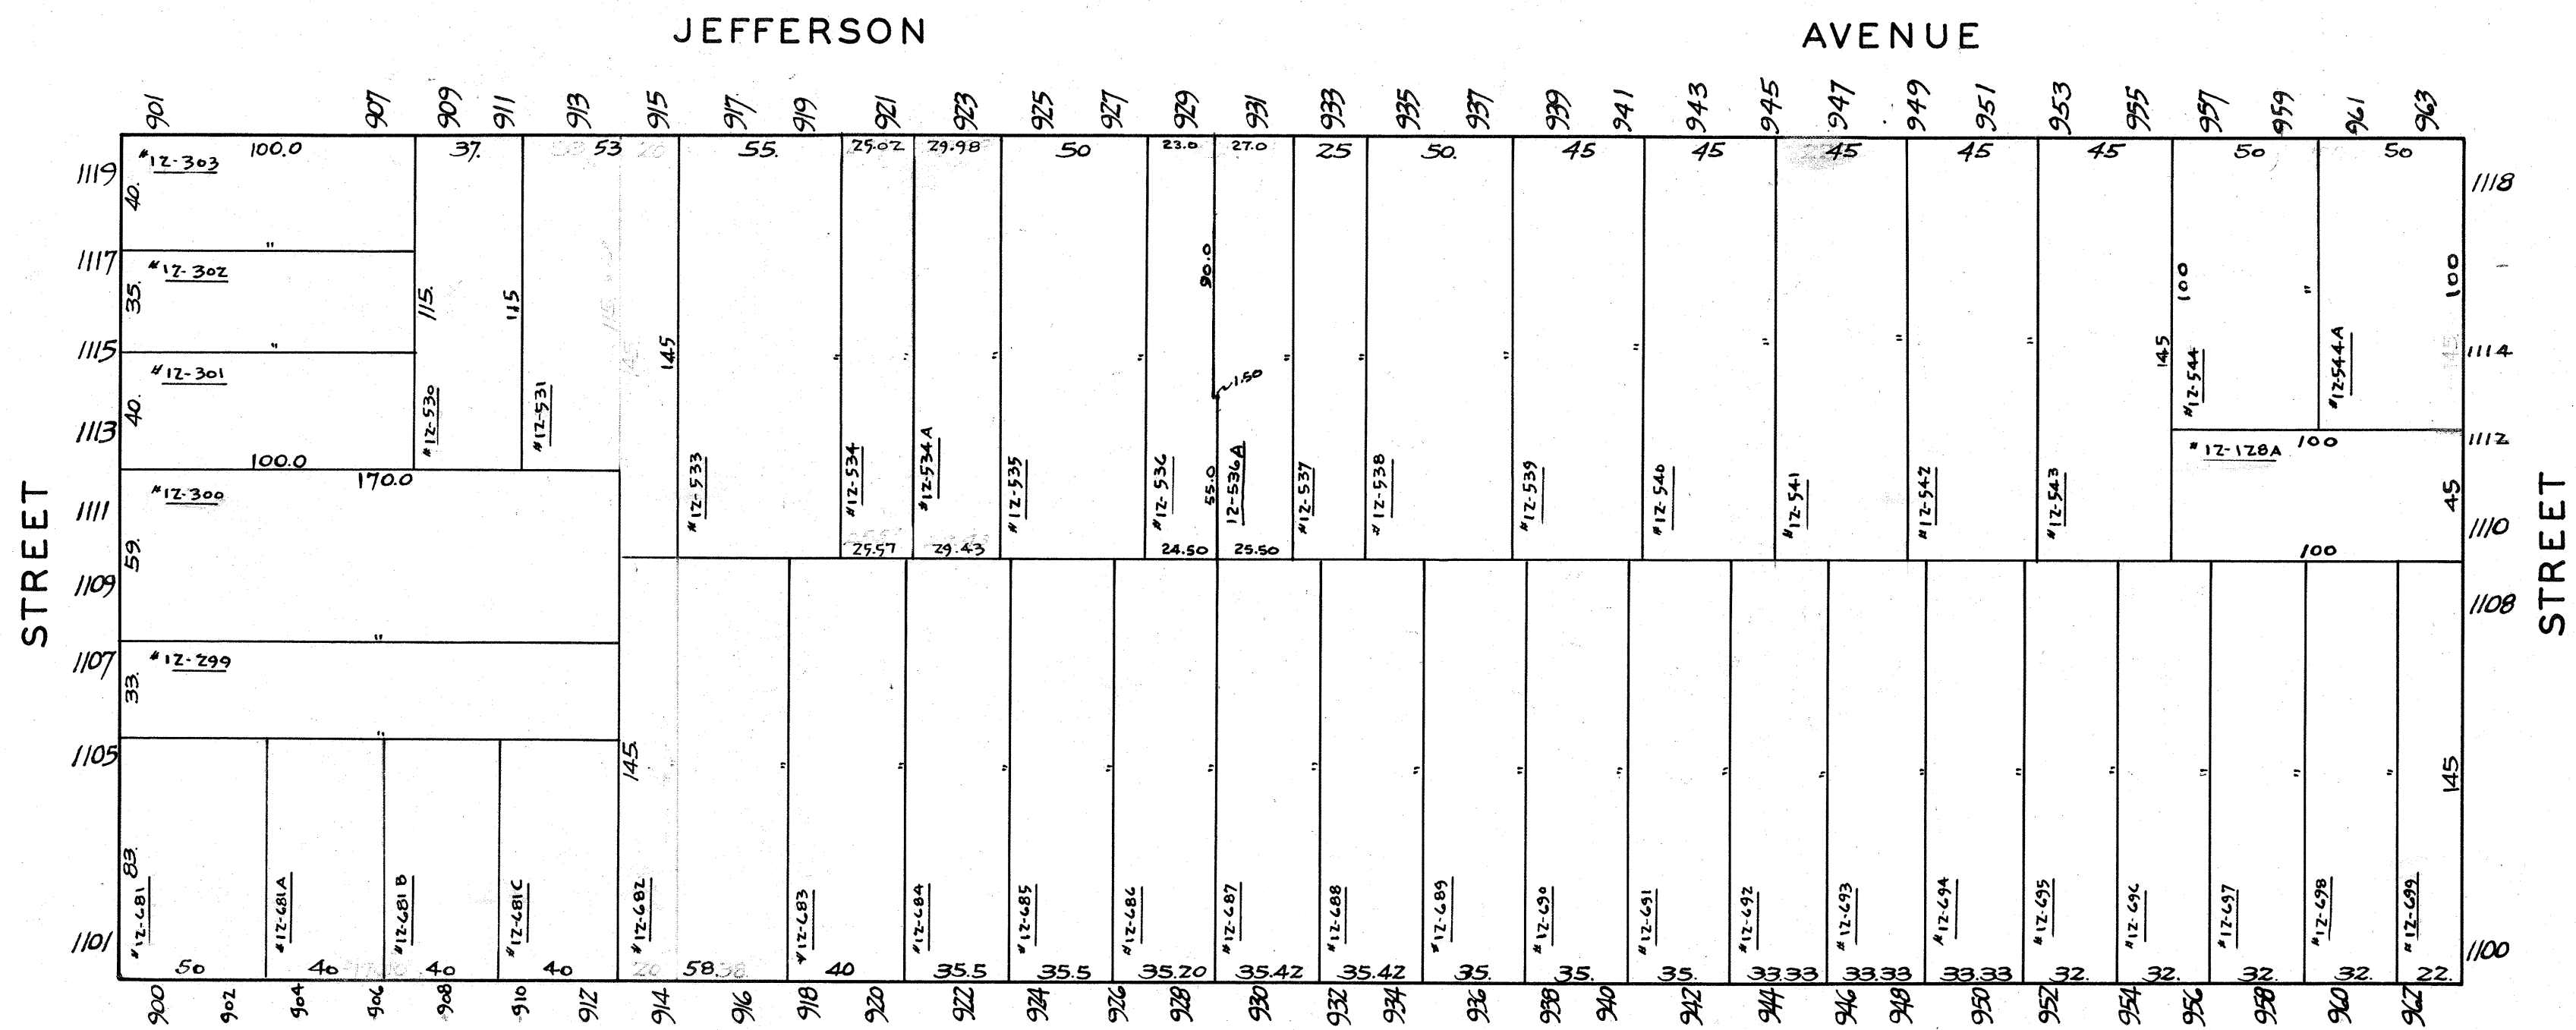 JEFFERSON AVENUE
901 907 909 911 913 915 917 919 921 923 925 927 929 931 933 935 937 939 941 943 945 947 949 951 953 955 957 959 961 963
100.0 37. 53 55. 25.02 29.98 50 23.0 27.0 25 50. 45 45 45 45 45 50 50
1119 40. #12-303 1118
"
1117 35. #12-302
115. 115 145 90.0 100 " 100
"
1115 40. #12-301 1114
" " " " " " " " " " " 145
1.50
#12-530 #12-531 #12-544 #12-544A
1113 1112
100.0 100
170.0 #12-128A
STREET
1111 59. #12-300
#12-533 #12-534 #12-534A #12-535 #12-536 55.0 12-536A #12-537 #12-538 #12-539 #12-540 #12-541 #12-542 #12-543 45
1110
25.57 29.43 24.50 25.50 100
STREET
1109 1108
"
1107 33. #12-299
"
1105 145. " " " " " " " " " " " " " " " " " 145
83.
#12-681 #12-681A #12-681B #12-681C #12-682 #12-683 #12-684 #12-685 #12-686 #12-687 #12-688 #12-689 #12-690 #12-691 #12-692 #12-693 #12-694 #12-695 #12-696 #12-697 #12-698 #12-699
1101 1100
50 40 40 40 58. 40 35.5 35.5 35.20 35.42 35.42 35. 35. 35. 33.33 33.33 33.33 32. 32. 32. 32. 22.
900 902 904 906 908 910 912 914 916 918 920 922 924 926 928 930 932 934 936 938 940 942 944 946 948 950 952 954 956 958 960 962